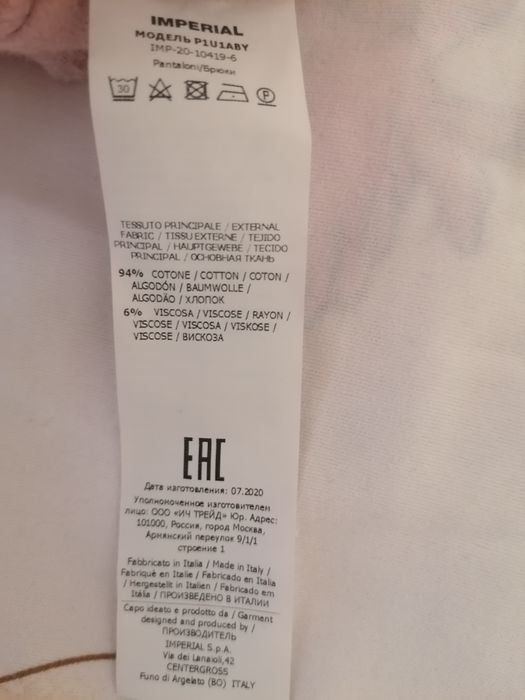 IMPERIAL
МОДЕЛЬ P1U1ABY
IMP-20-10419-6
Pantaloni/Брюки
30
P
TESSUTO PRINCIPALE / EXTERNAL
FABRIC / TISSU EXTERNE / TEJIDO
PRINCIPAL / HAUPTGEWEBE / TECIDO
PRINCIPAL / ОСНОВНАЯ ТКАНЬ
94% COTONE / COTTON / COTON /
ALGODÓN / BAUMWOLLE /
ALGODÃO / ХЛОПОК
6% VISCOSA / VISCOSE / RAYON /
VISCOSE / VISCOSA / VISKOSE /
VISCOSE / ВИСКОЗА
EAC
Дата изготовления: 07.2020
Уполномоченное изготовителем
лицо: ООО «ИЧ ТРЕЙД» Юр. Адрес:
101000, Россия, город Москва,
Армянский переулок 9/1/1
строение 1
Fabbricato in Italia / Made in Italy /
Fabriqué en Italie / Fabricado en Italia
/ Hergestellt in Italien / Fabricado em
Itália / ПРОИЗВЕДЕНО В ИТАЛИИ
Capo ideato e prodotto da / Garment
designed and produced by /
ПРОИЗВОДИТЕЛЬ
IMPERIAL S.p.A.
Via dei Lanaioli,42
CENTERGROSS
Funo di Argelato (BO) ITALY